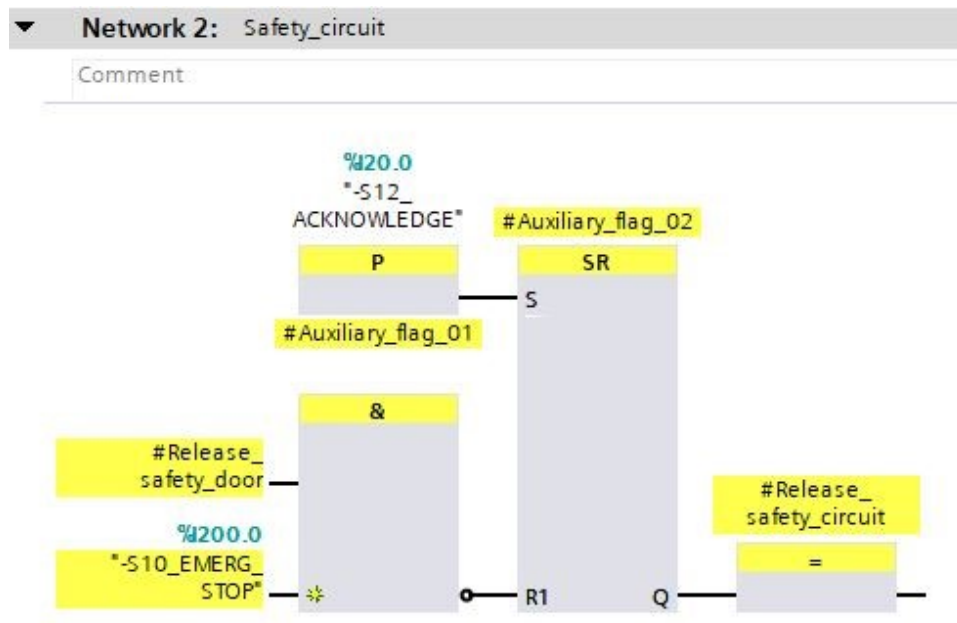 Network 2: Safety_circuit
Comment
%I20.0
"-S12_
ACKNOWLEDGE"
P
#Auxiliary_flag_01
#Auxiliary_flag_02
SR
S
&
#Release_
safety_door
%I200.0
"-S10_EMERG_
STOP"
R1
Q
#Release_
safety_circuit
=